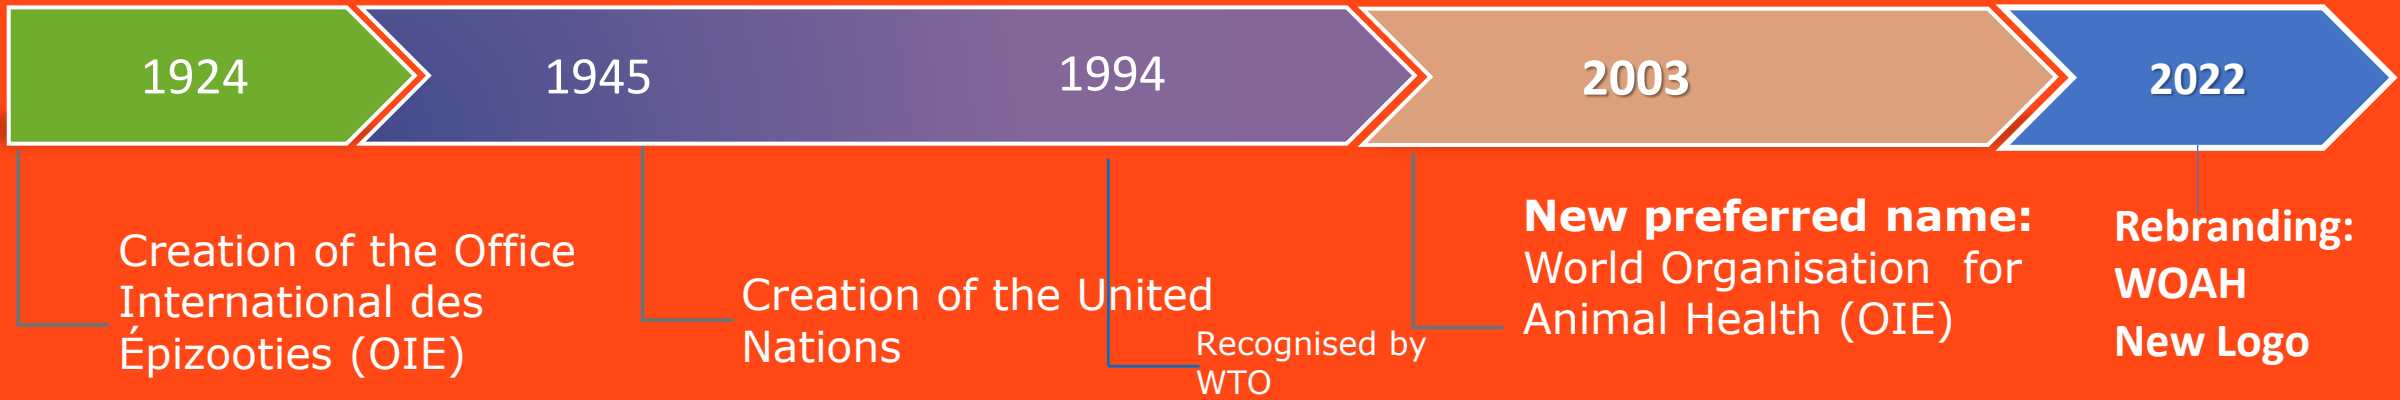 1924
1945
1994
2003
2022
Creation of the Office
International des
Épizooties (OIE)
Creation of the United
Nations
Recognised by
WTO
New preferred name:
World Organisation for
Animal Health (OIE)
Rebranding:
WOAH
New Logo